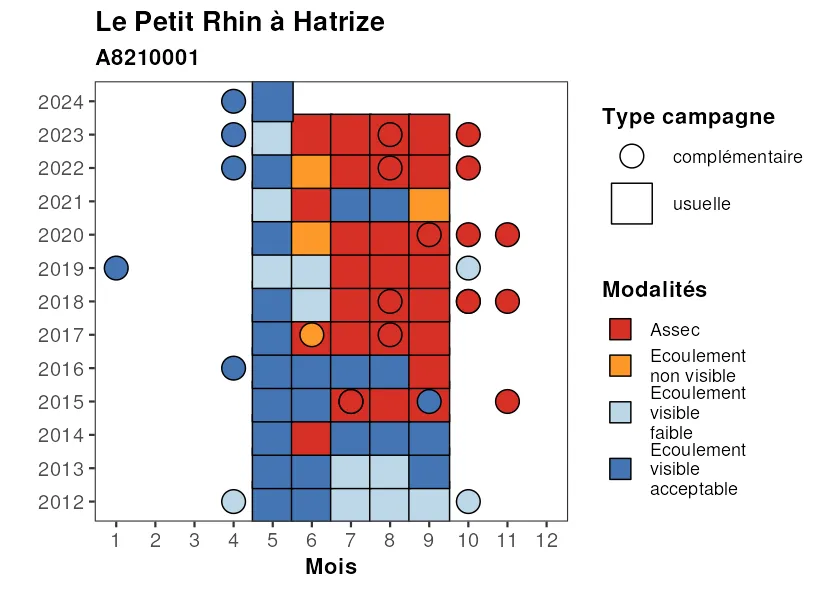 Le Petit Rhin à Hatrize
A8210001
2024
2023
2022
2021
2020
2019
2018
2017
2016
2015
2014
2013
2012
1 2 3 4 5 6 7 8 9 10 11 12
Mois
Type campagne
complémentaire
usuelle
Modalités
Assec
Ecoulement
non visible
Ecoulement
visible
faible
Ecoulement
visible
acceptable